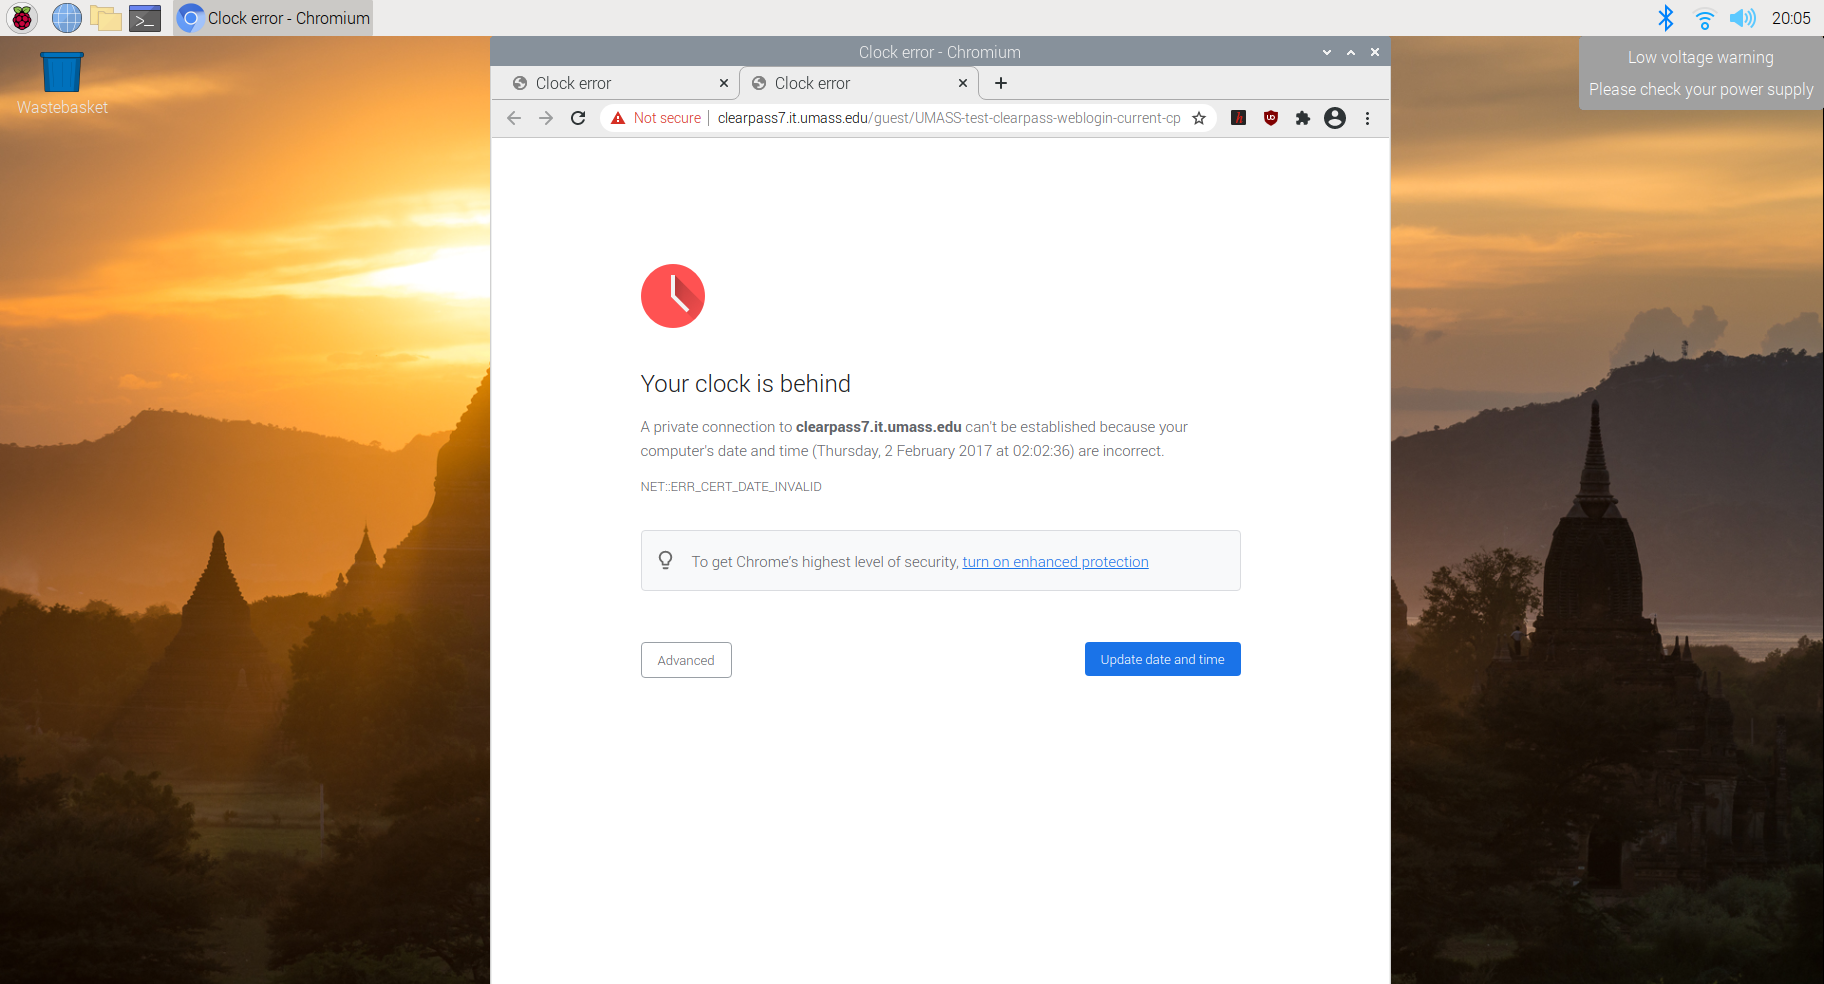 Clock error - Chromium
20:05
Wastebasket
Clock error - Chromium
Low voltage warning
Please check your power supply
Clock error
Clock error
Not secure
clearpass7.it.umass.edu/guest/UMASS-test-clearpass-weblogin-current-cp
Your clock is behind
A private connection to clearpass7.it.umass.edu can't be established because your
computer's date and time (Thursday, 2 February 2017 at 02:02:36) are incorrect.
NET::ERR_CERT_DATE_INVALID
To get Chrome's highest level of security, turn on enhanced protection
Advanced
Update date and time